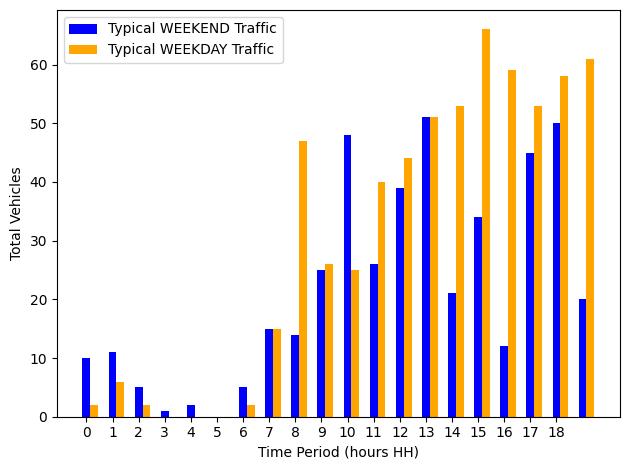 Typical WEEKEND Traffic
Typical WEEKDAY Traffic
60
50
40
30
20
10
0
Total Vehicles
0 1 2 3 4 5 6 7 8 9 10 11 12 13 14 15 16 17 18
Time Period (hours HH)